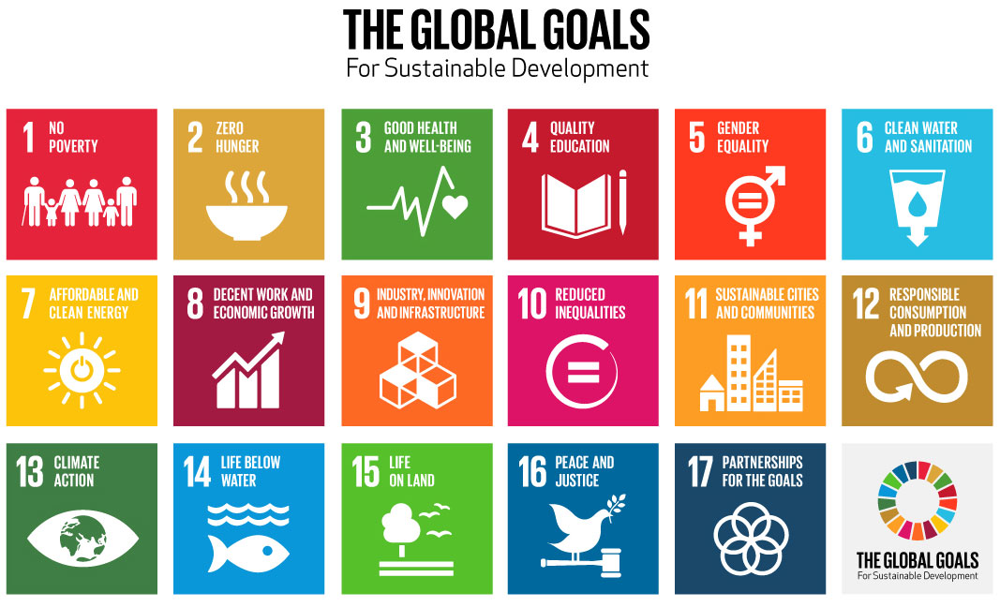 THE GLOBAL GOALS
For Sustainable Development
1 NO
POVERTY
2 ZERO
HUNGER
3 GOOD HEALTH
AND WELL-BEING
4 QUALITY
EDUCATION
5 GENDER
EQUALITY
6 CLEAN WATER
AND SANITATION
7 AFFORDABLE AND
CLEAN ENERGY
8 DECENT WORK AND
ECONOMIC GROWTH
9 INDUSTRY, INNOVATION
AND INFRASTRUCTURE
10 REDUCED
INEQUALITIES
11 SUSTAINABLE CITIES
AND COMMUNITIES
12 RESPONSIBLE
CONSUMPTION
AND PRODUCTION
13 CLIMATE
ACTION
14 LIFE BELOW
WATER
15 LIFE
ON LAND
16 PEACE AND
JUSTICE
17 PARTNERSHIPS
FOR THE GOALS
THE GLOBAL GOALS
For Sustainable Development